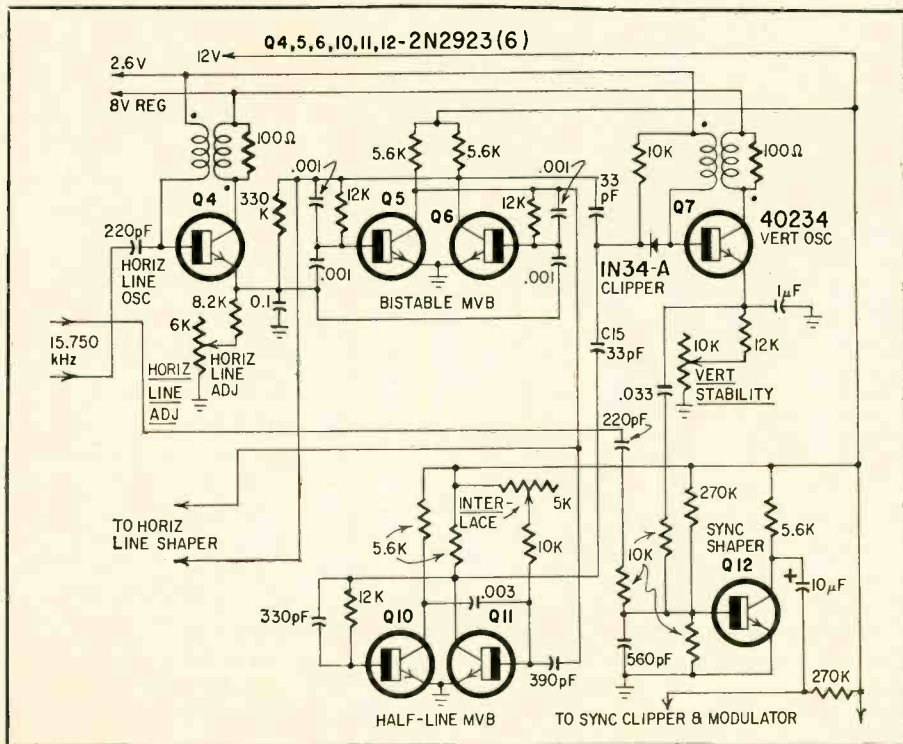 Q4,5,6,10,11,12-2N2923(6)
12V
2.6V
8V REG
100Ω
Q4
330
K
220pF
HORIZ
LINE
OSC
8.2K
6K
0.1
HORIZ
LINE
ADJ
HORIZ
LINE
ADJ
15.750
kHz
5.6K
5.6K
.001
12K
Q5
Q6
.001
12K
.001
.001
BISTABLE MVB
33
pF
10K
Q7
100Ω
40234
VERT OSC
1N34-A
CLIPPER
1µF
12K
10K
VERT
STABILITY
C15
33pF
.033
220pF
TO HORIZ
LINE SHAPER
INTER-
LACE
5K
5.6K
10K
330pF
12K
Q10
.003
Q11
390pF
HALF-LINE MVB
270K
10K
SYNC
SHAPER
Q12
5.6K
+
10µF
560pF
270K
TO SYNC CLIPPER & MODULATOR